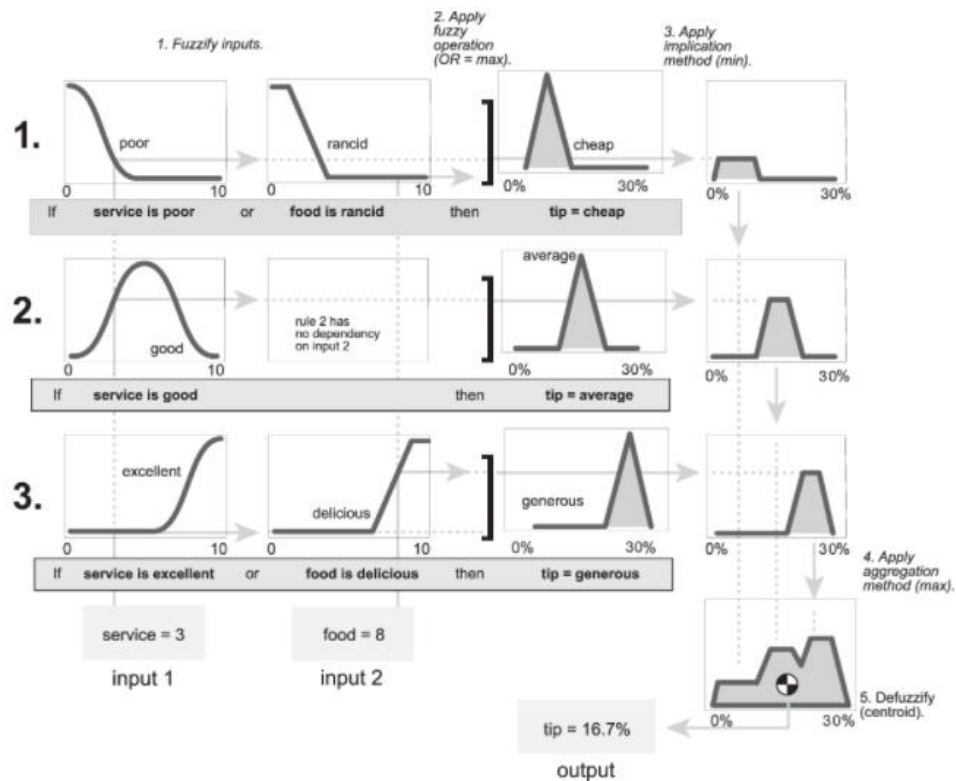 1. Fuzzify inputs.
2. Apply
fuzzy
operation
(OR = max).
3. Apply
implication
method (min).
1.
poor
rancid
cheap
0
10
0
10
0%
30%
0%
30%
If service is poor or food is rancid then tip = cheap
2.
good
rule 2 has
no dependency
on input 2
average
0
10
0%
30%
0%
30%
If service is good then tip = average
3.
excellent
delicious
generous
0
10
0
10
0%
30%
0%
30%
If service is excellent or food is delicious then tip = generous
4. Apply
aggregation
method (max).
service = 3
food = 8
input 1
input 2
0%
30%
5. Defuzzify
(centroid).
tip = 16.7%
output